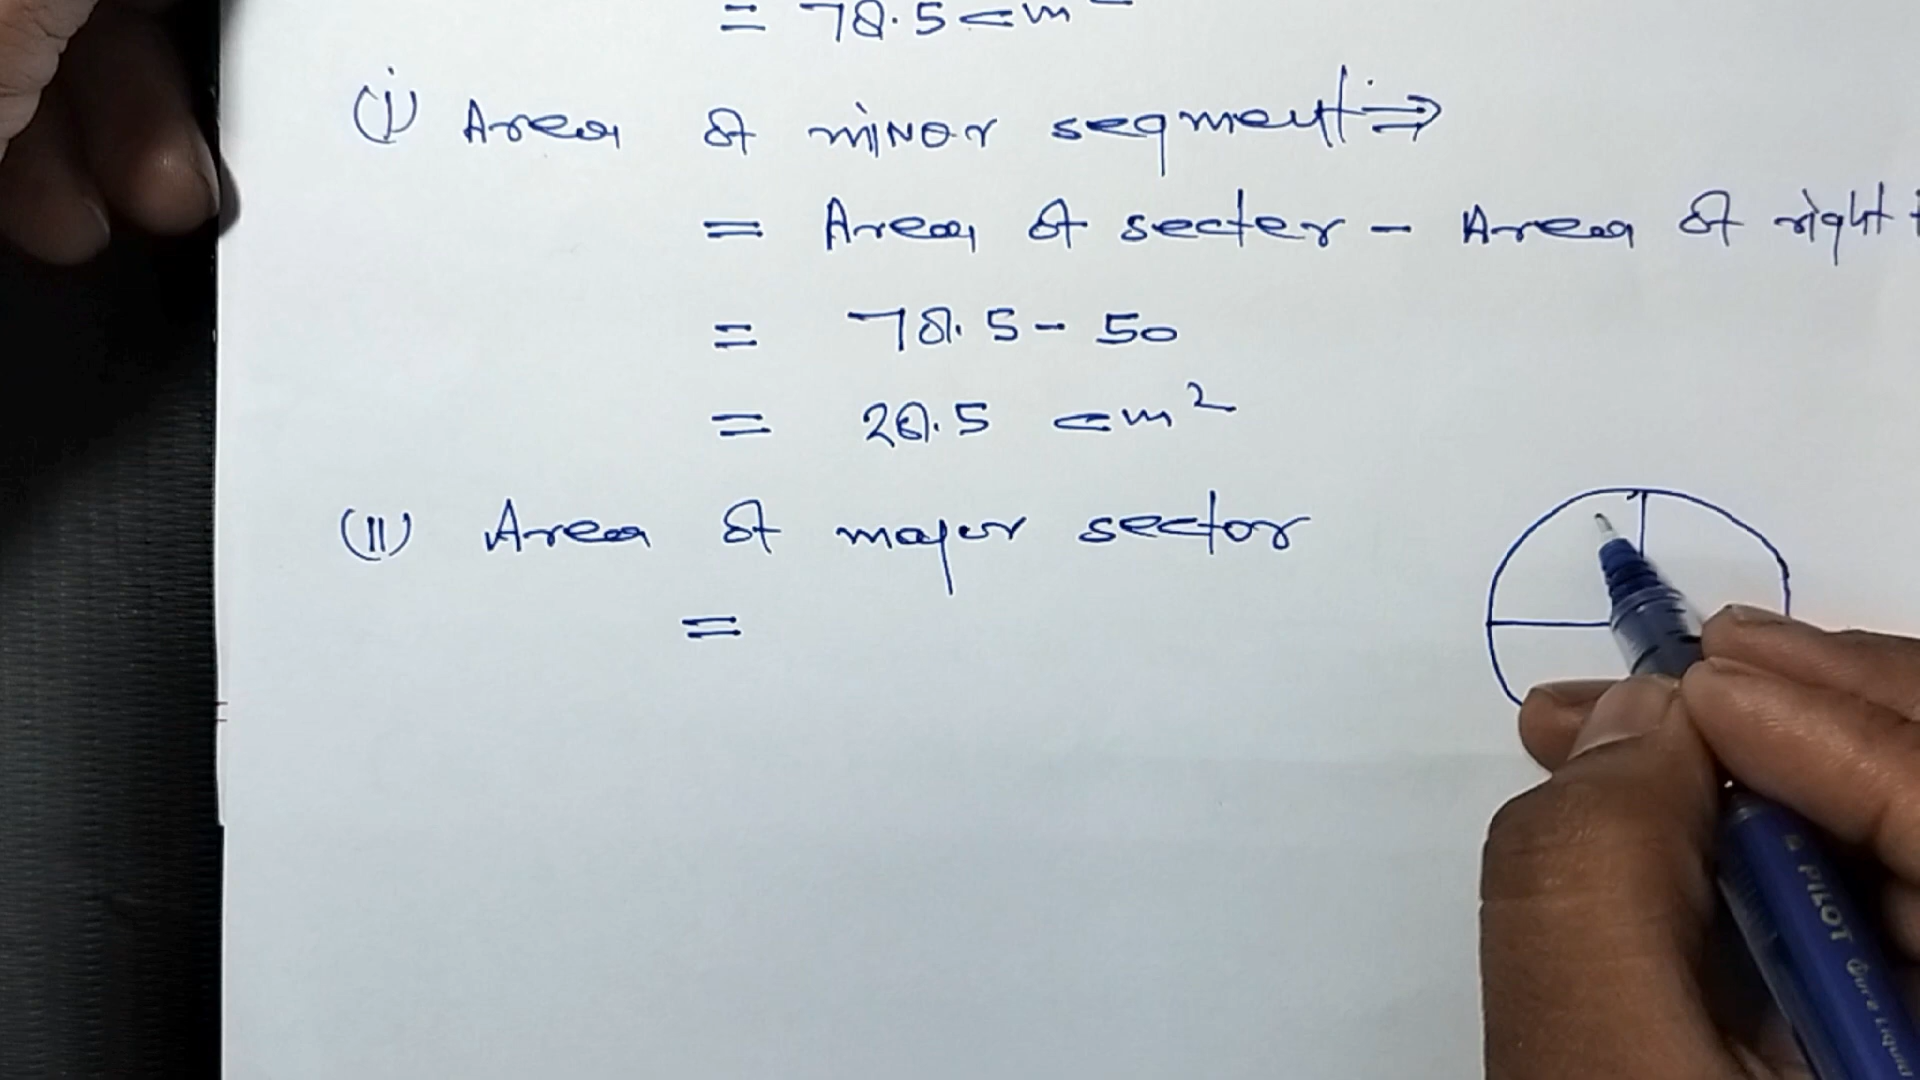 = 78.5 cm²
(i) Area of minor segment ⇒
= Area of secter - Area of right
= 78.5 - 50
= 28.5 cm²
(II) Area of major sector
=
PILOT